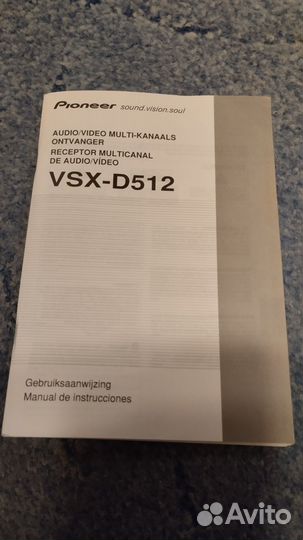 Pioneer sound.vision.soul
AUDIO/VIDEO MULTI-KANAALS
ONTVANGER
RECEPTOR MULTICANAL
DE AUDIO/VÍDEO
VSX-D512
Gebruiksaanwijzing
Manual de instrucciones
Avito